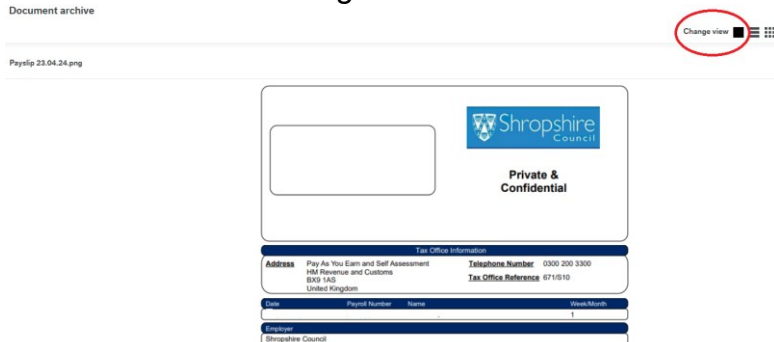 Document archive
Change view
Payslip 23.04.24.png
Shropshire
Council
Private &
Confidential
Tax Office Information
Address Pay As You Earn and Self Assessment Telephone Number 0300 200 3300
HM Revenue and Customs
BX9 1AS Tax Office Reference 671/S10
United Kingdom
Date Payroll Number Name Week/Month
1
Employer
Shropshire Council